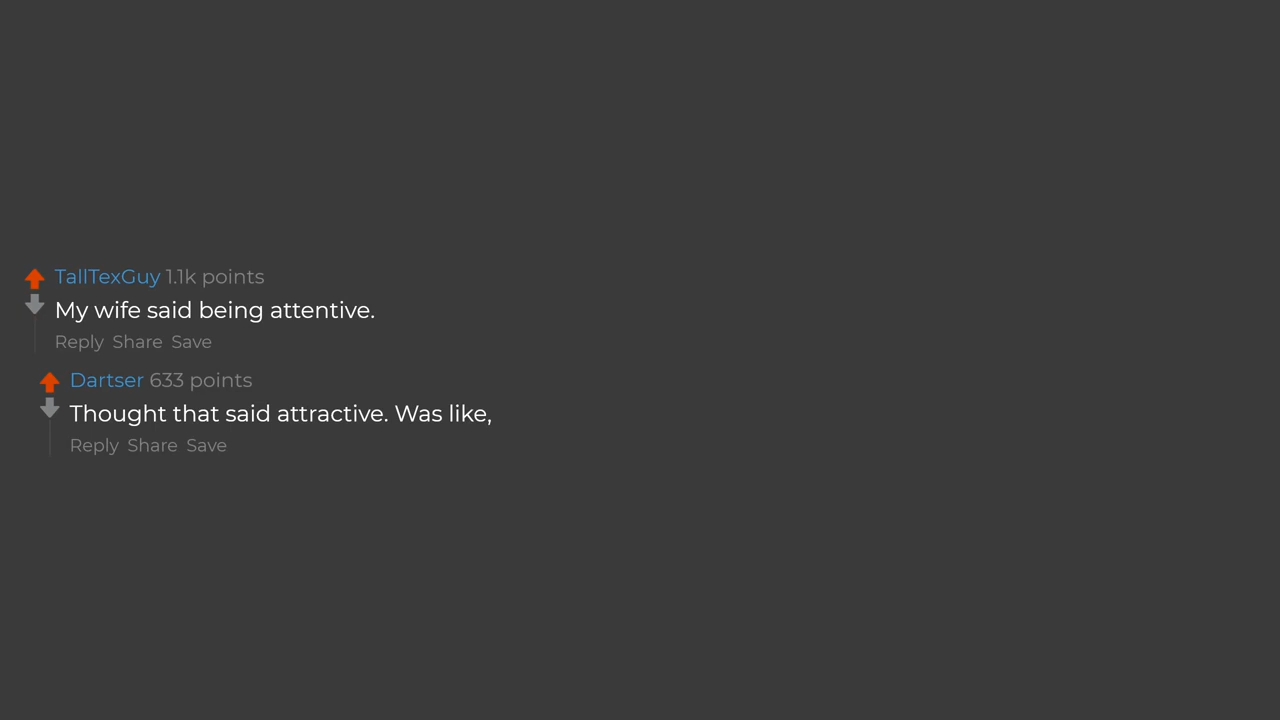 TallTexGuy 1.1k points
My wife said being attentive.
Reply Share Save
Dartser 633 points
Thought that said attractive. Was like,
Reply Share Save